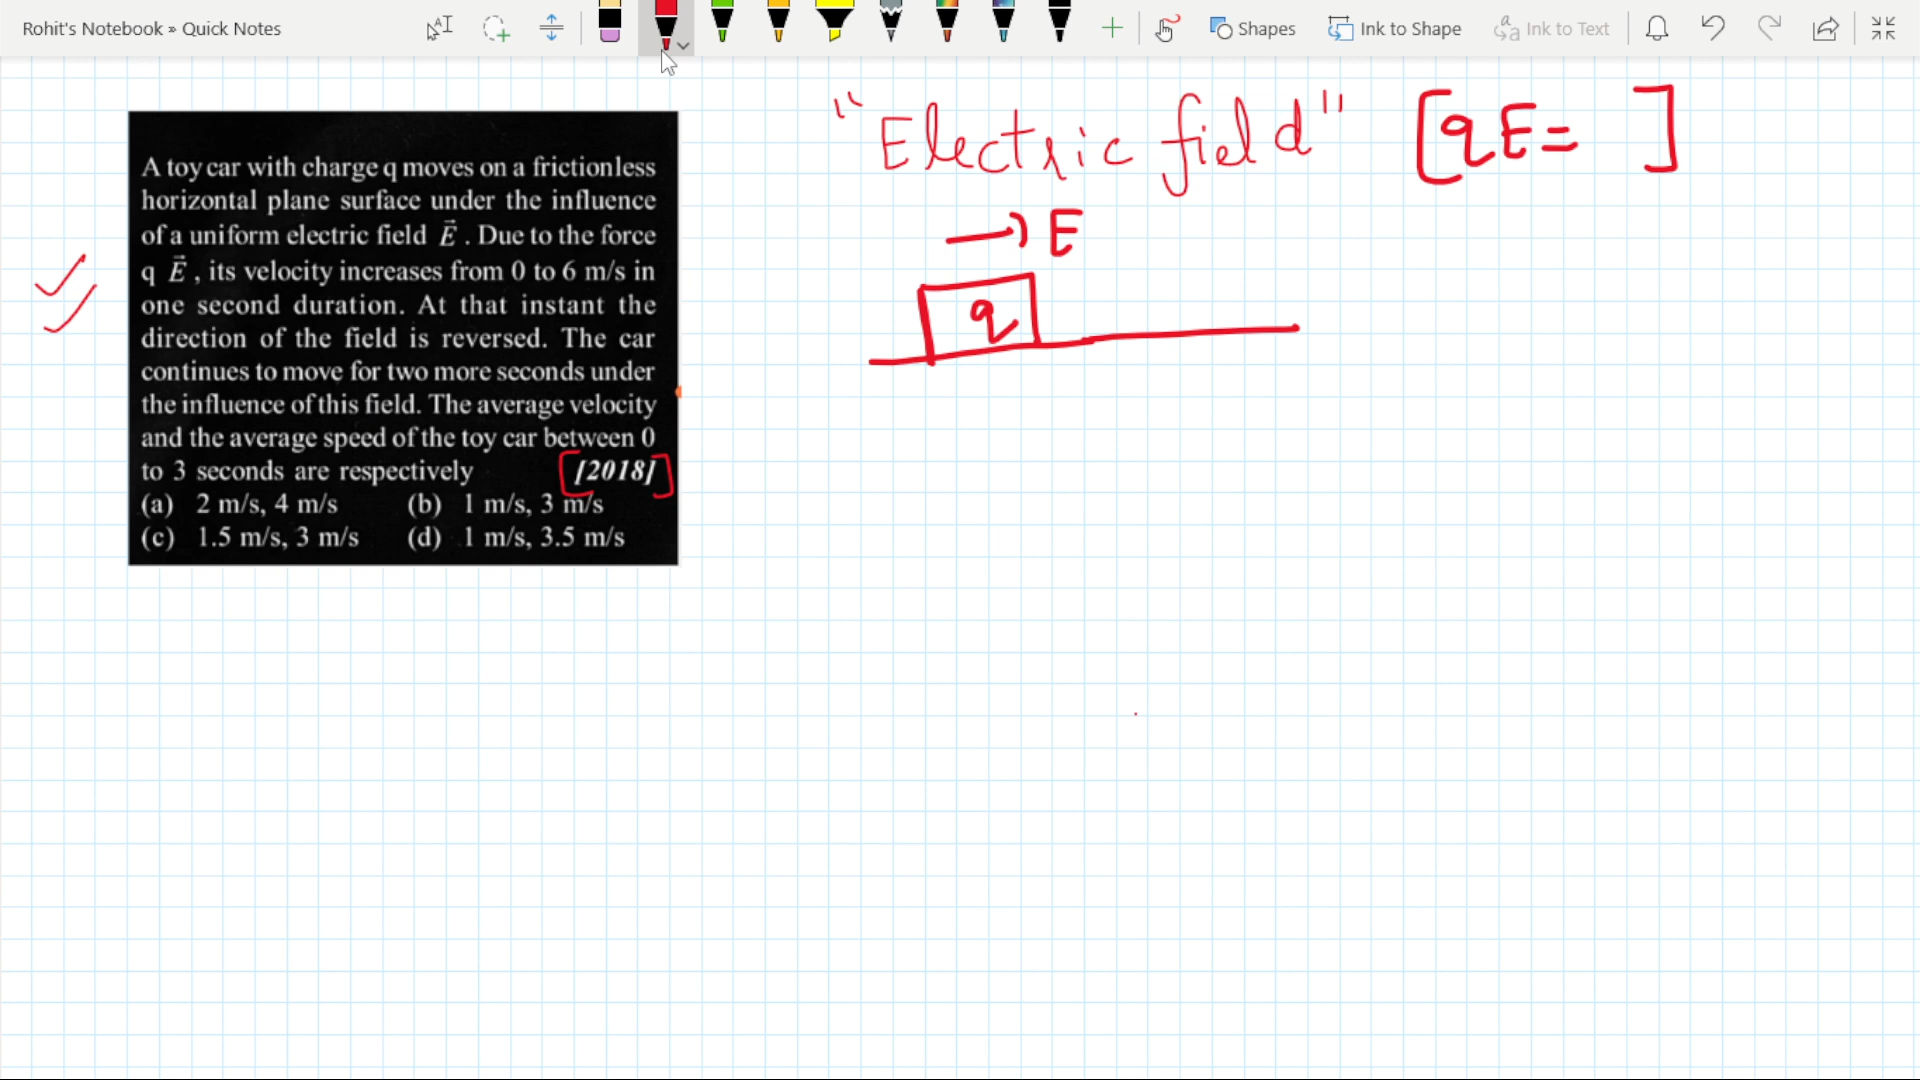 Rohit's Notebook » Quick Notes
Shapes
Ink to Shape
Ink to Text
A toy car with charge q moves on a frictionless
horizontal plane surface under the influence
of a uniform electric field E⃗ . Due to the force
q E⃗ , its velocity increases from 0 to 6 m/s in
one second duration. At that instant the
direction of the field is reversed. The car
continues to move for two more seconds under
the influence of this field. The average velocity
and the average speed of the toy car between 0
to 3 seconds are respectively [2018]
(a) 2 m/s, 4 m/s (b) 1 m/s, 3 m/s
(c) 1.5 m/s, 3 m/s (d) 1 m/s, 3.5 m/s
"Electric field" [qE= ]
→ E
q